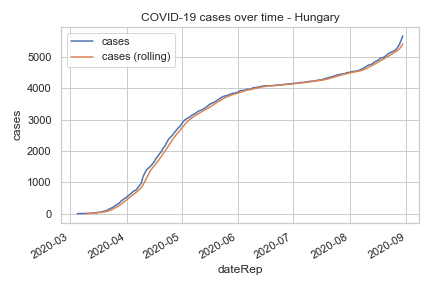 COVID-19 cases over time - Hungary
cases
cases (rolling)
5000
4000
3000
2000
1000
0
cases
2020-03
2020-04
2020-05
2020-06
2020-07
2020-08
2020-09
dateRep